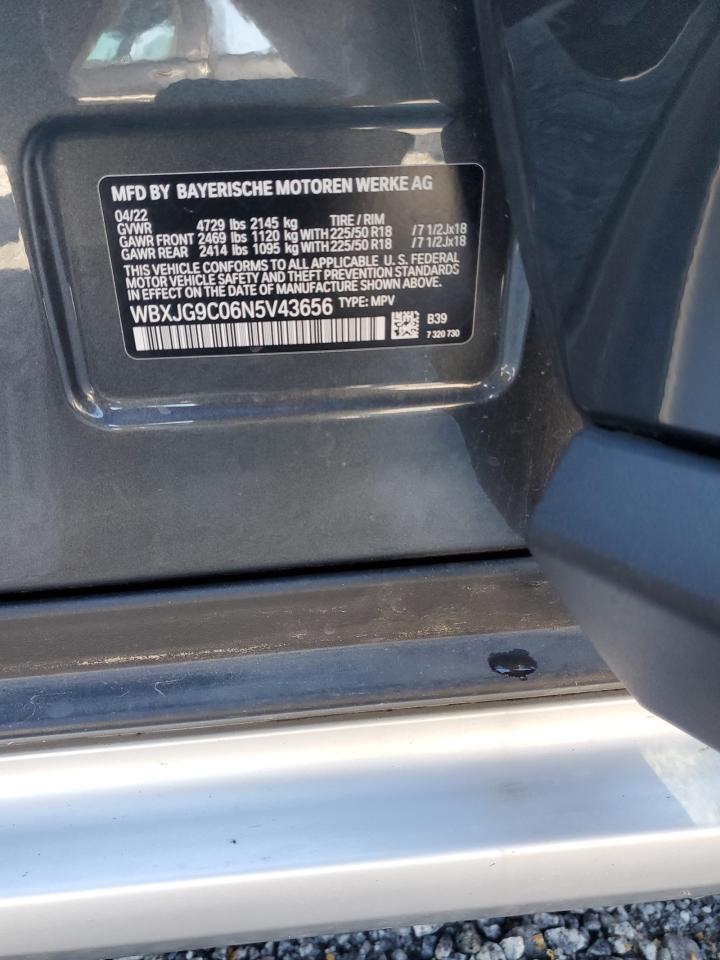 MFD BY BAYERISCHE MOTOREN WERKE AG
04/22
GVWR 4729 lbs 2145 kg TIRE / RIM
GAWR FRONT 2469 lbs 1120 kg WITH 225/50 R18 / 7 1/2Jx18
GAWR REAR 2414 lbs 1095 kg WITH 225/50 R18 / 7 1/2Jx18
THIS VEHICLE CONFORMS TO ALL APPLICABLE U. S. FEDERAL
MOTOR VEHICLE SAFETY AND THEFT PREVENTION STANDARDS
IN EFFECT ON THE DATE OF MANUFACTURE SHOWN ABOVE.
WBXJG9C06N5V43656 TYPE: MPV
B39
7 320 730